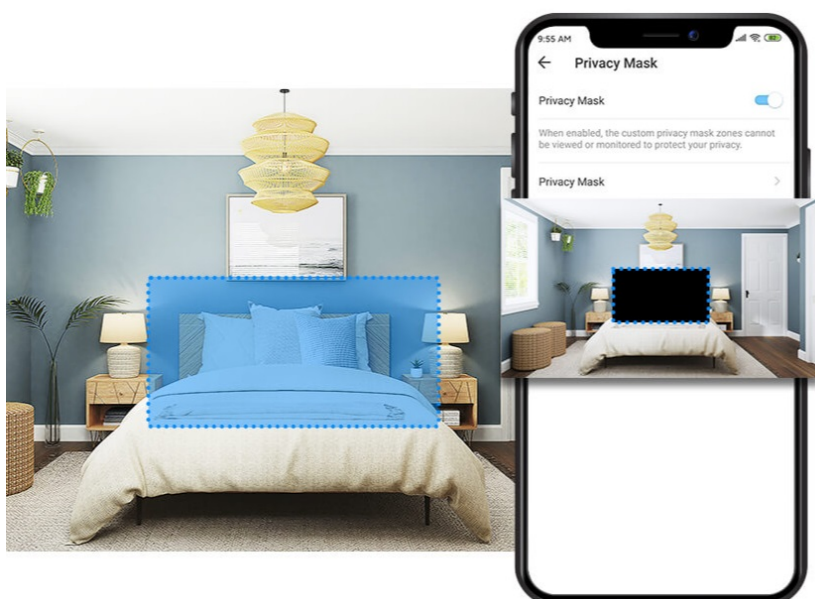 9:55 AM
82
Privacy Mask
Privacy Mask
When enabled, the custom privacy mask zones cannot
be viewed or monitored to protect your privacy.
Privacy Mask